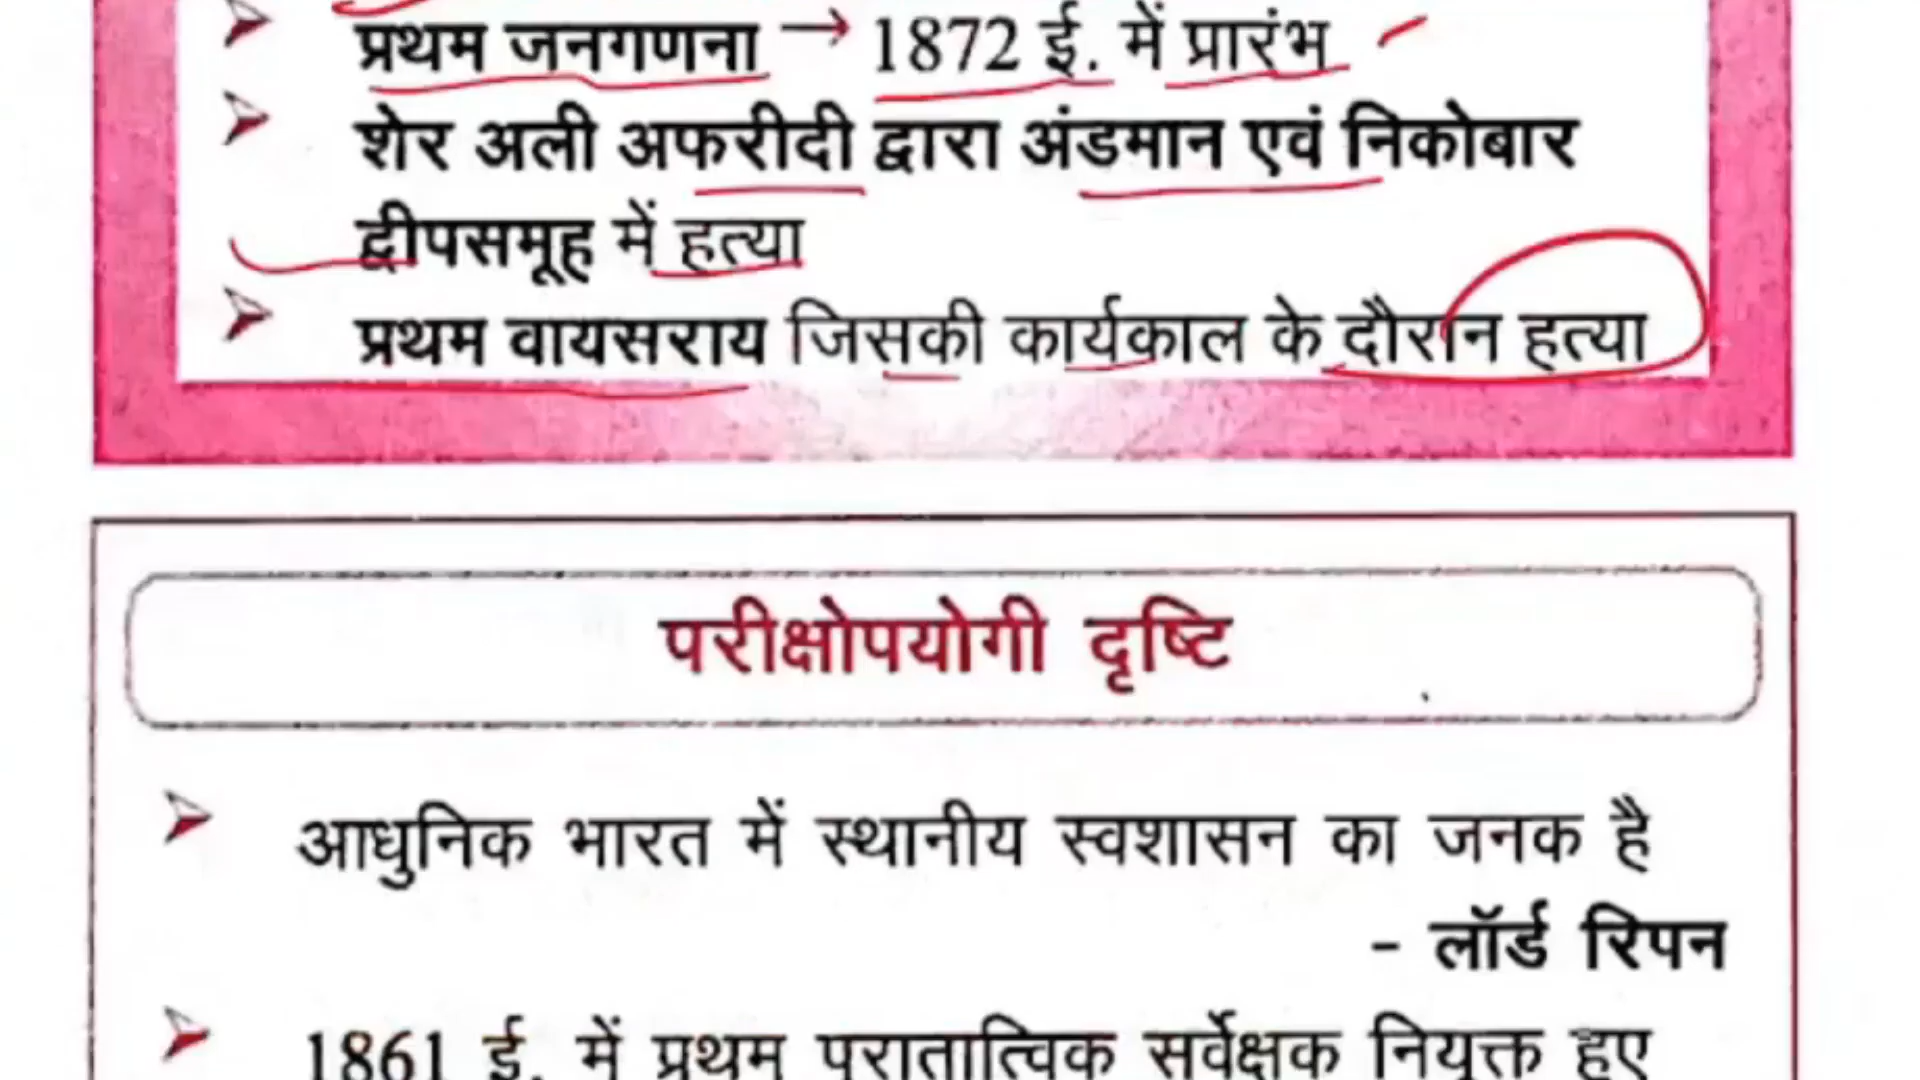 प्रथम जनगणना → 1872 ई. में प्रारंभ
शेर अली अफरीदी द्वारा अंडमान एवं निकोबार
द्वीपसमूह में हत्या
प्रथम वायसराय जिसकी कार्यकाल के दौरान हत्या
परीक्षोपयोगी दृष्टि
आधुनिक भारत में स्थानीय स्वशासन का जनक है
- लॉर्ड रिपन
1861 ई. में प्रथम पुरातात्विक सर्वेक्षक नियुक्त हुए